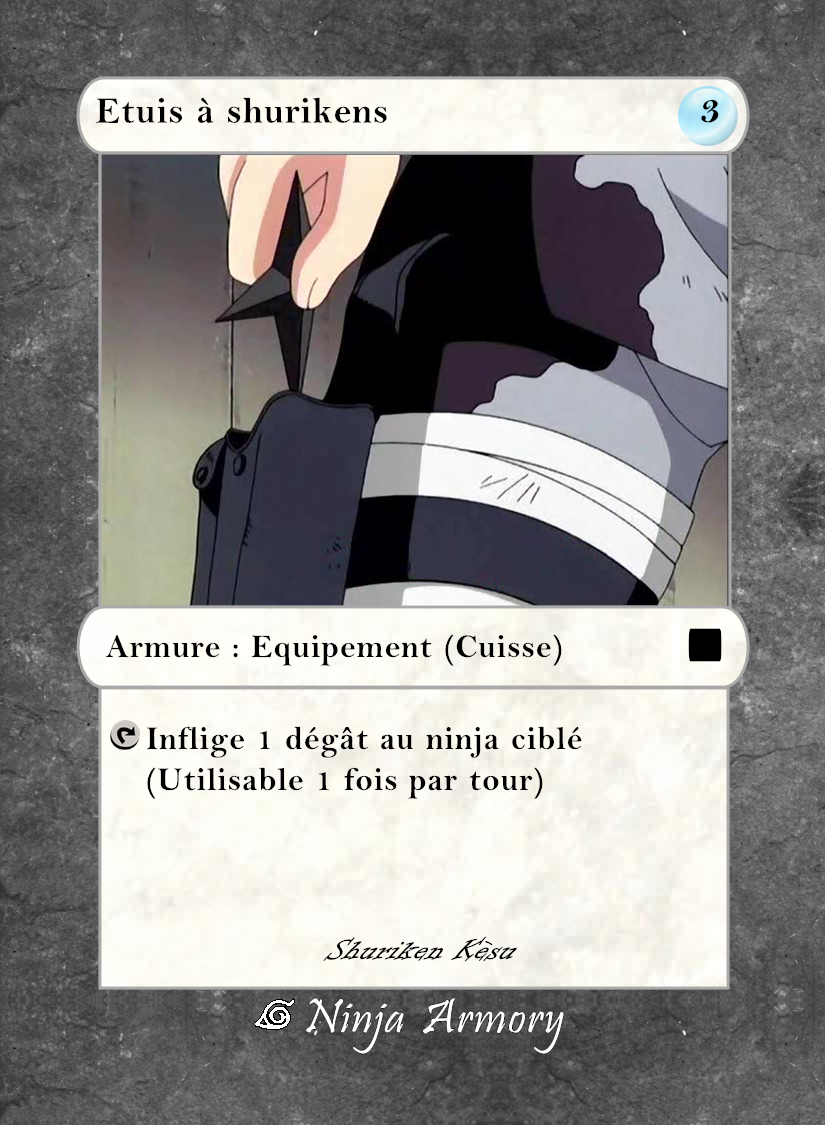 Etuis à shurikens
3
Armure : Equipement (Cuisse)
Inflige 1 dégât au ninja ciblé
(Utilisable 1 fois par tour)
Shuriken Kèsu
Ninja Armory